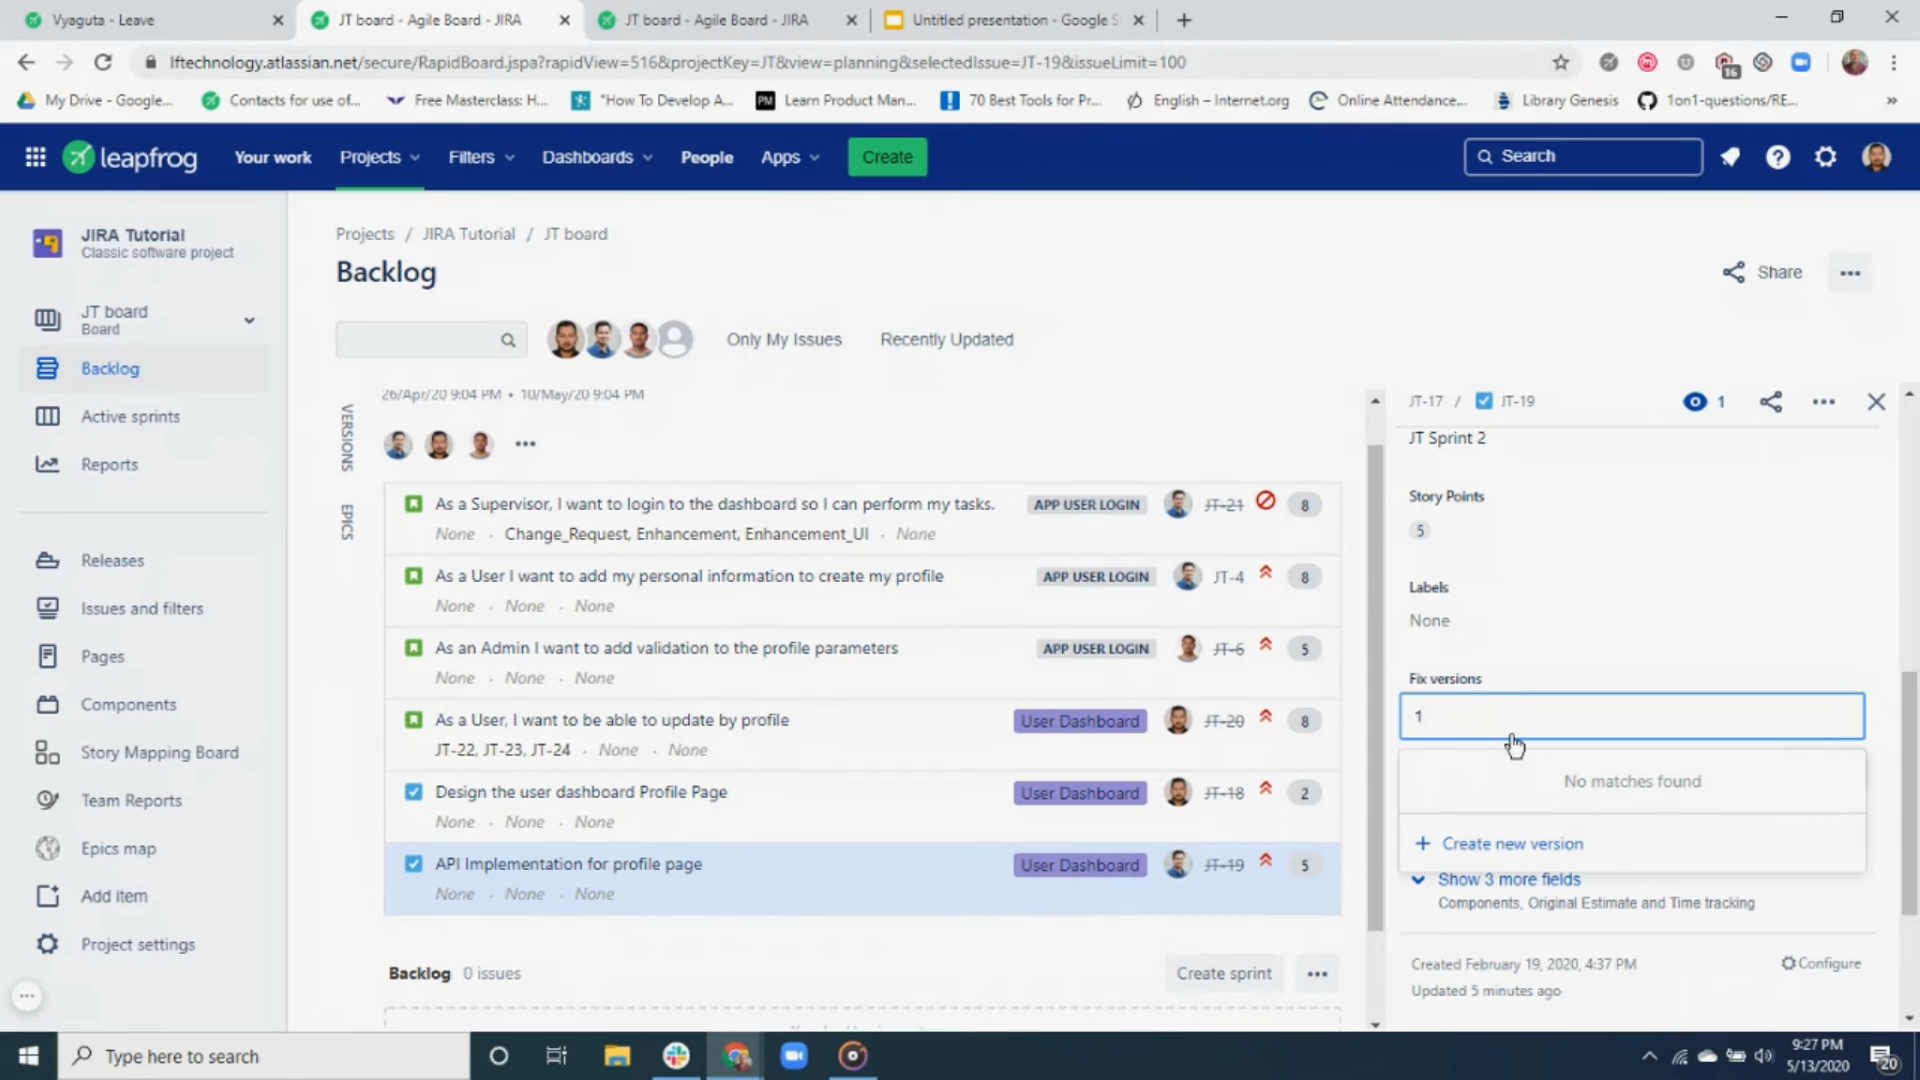 Vyaguta - Leave
JT board - Agile Board - JIRA
JT board - Agile Board - JIRA
Untitled presentation - Google S
lftechnology.atlassian.net/secure/RapidBoard.jspa?rapidView=516&projectKey=JT&view=planning&selectedIssue=JT-19&issueLimit=100
16
My Drive - Google...
Contacts for use of...
Free Masterclass: H...
"How To Develop A...
PM
Learn Product Man...
70 Best Tools for Pr...
English – Internet.org
Online Attendance...
Library Genesis
1on1-questions/RE...
leapfrog
Your work
Projects
Filters
Dashboards
People
Apps
Create
Search
JIRA Tutorial
Classic software project
Projects / JIRA Tutorial / JT board
Backlog
Share
JT board
Board
Backlog
Active sprints
Reports
Releases
Issues and filters
Pages
Components
Story Mapping Board
Team Reports
Epics map
Add item
Project settings
Only My Issues
Recently Updated
VERSIONS
EPICS
26/Apr/20 9:04 PM • 10/May/20 9:04 PM
As a Supervisor, I want to login to the dashboard so I can perform my tasks. APP USER LOGIN JT-21 8
None · Change_Request, Enhancement, Enhancement_UI · None
As a User I want to add my personal information to create my profile APP USER LOGIN JT-4 8
None · None · None
As an Admin I want to add validation to the profile parameters APP USER LOGIN JT-6 5
None · None · None
As a User, I want to be able to update by profile User Dashboard JT-20 8
JT-22, JT-23, JT-24 · None · None
Design the user dashboard Profile Page User Dashboard JT-18 2
None · None · None
API Implementation for profile page User Dashboard JT-19 5
None · None · None
Backlog 0 issues
Create sprint
JT-17 / JT-19
1
JT Sprint 2
Story Points
5
Labels
None
Fix versions
1
No matches found
+ Create new version
Show 3 more fields
Components, Original Estimate and Time tracking
Created February 19, 2020, 4:37 PM
Configure
Updated 5 minutes ago
Type here to search
9:27 PM
5/13/2020
20